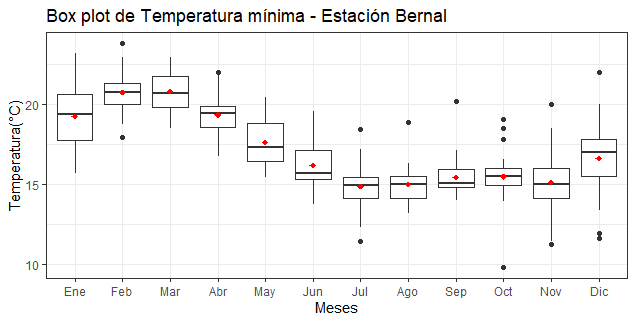 Box plot de Temperatura mínima - Estación Bernal
Temperatura(°C)
20
15
10
Ene Feb Mar Abr May Jun Jul Ago Sep Oct Nov Dic
Meses